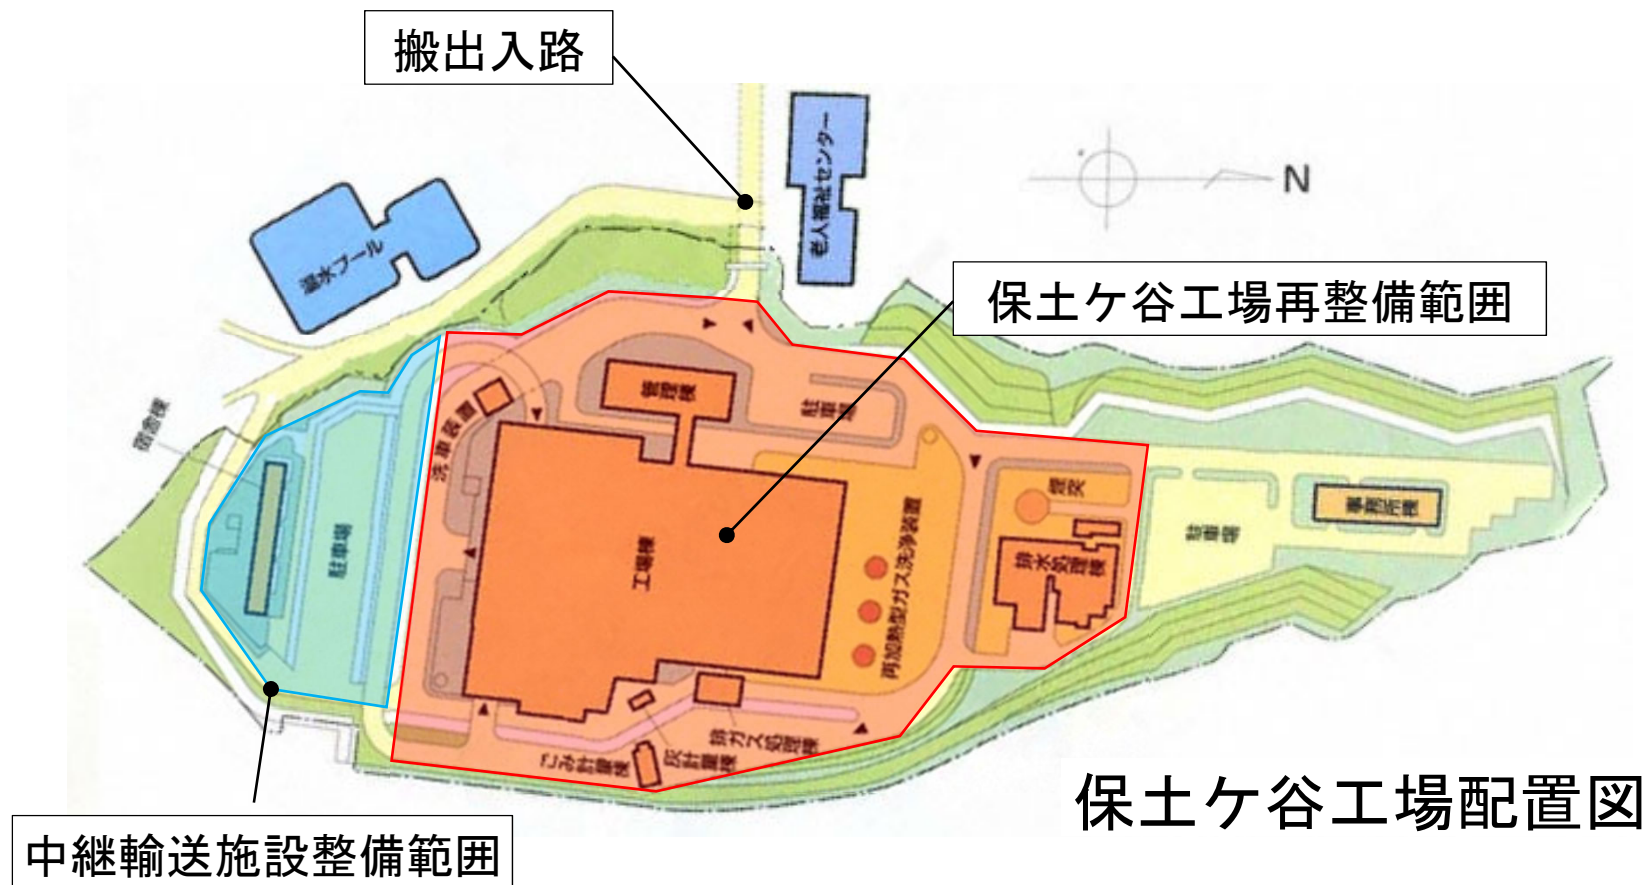 搬出入路
老人福祉センター
N
温水プール
保土ケ谷工場再整備範囲
宿舎棟
洗車装置
管理棟
駐車場
煙突
事務所棟
駐車場
駐車場
工場棟
再加熱型ガス洗浄装置
排水処理棟
排ガス処理棟
灰計量棟
ごみ計量棟
保土ケ谷工場配置図
中継輸送施設整備範囲